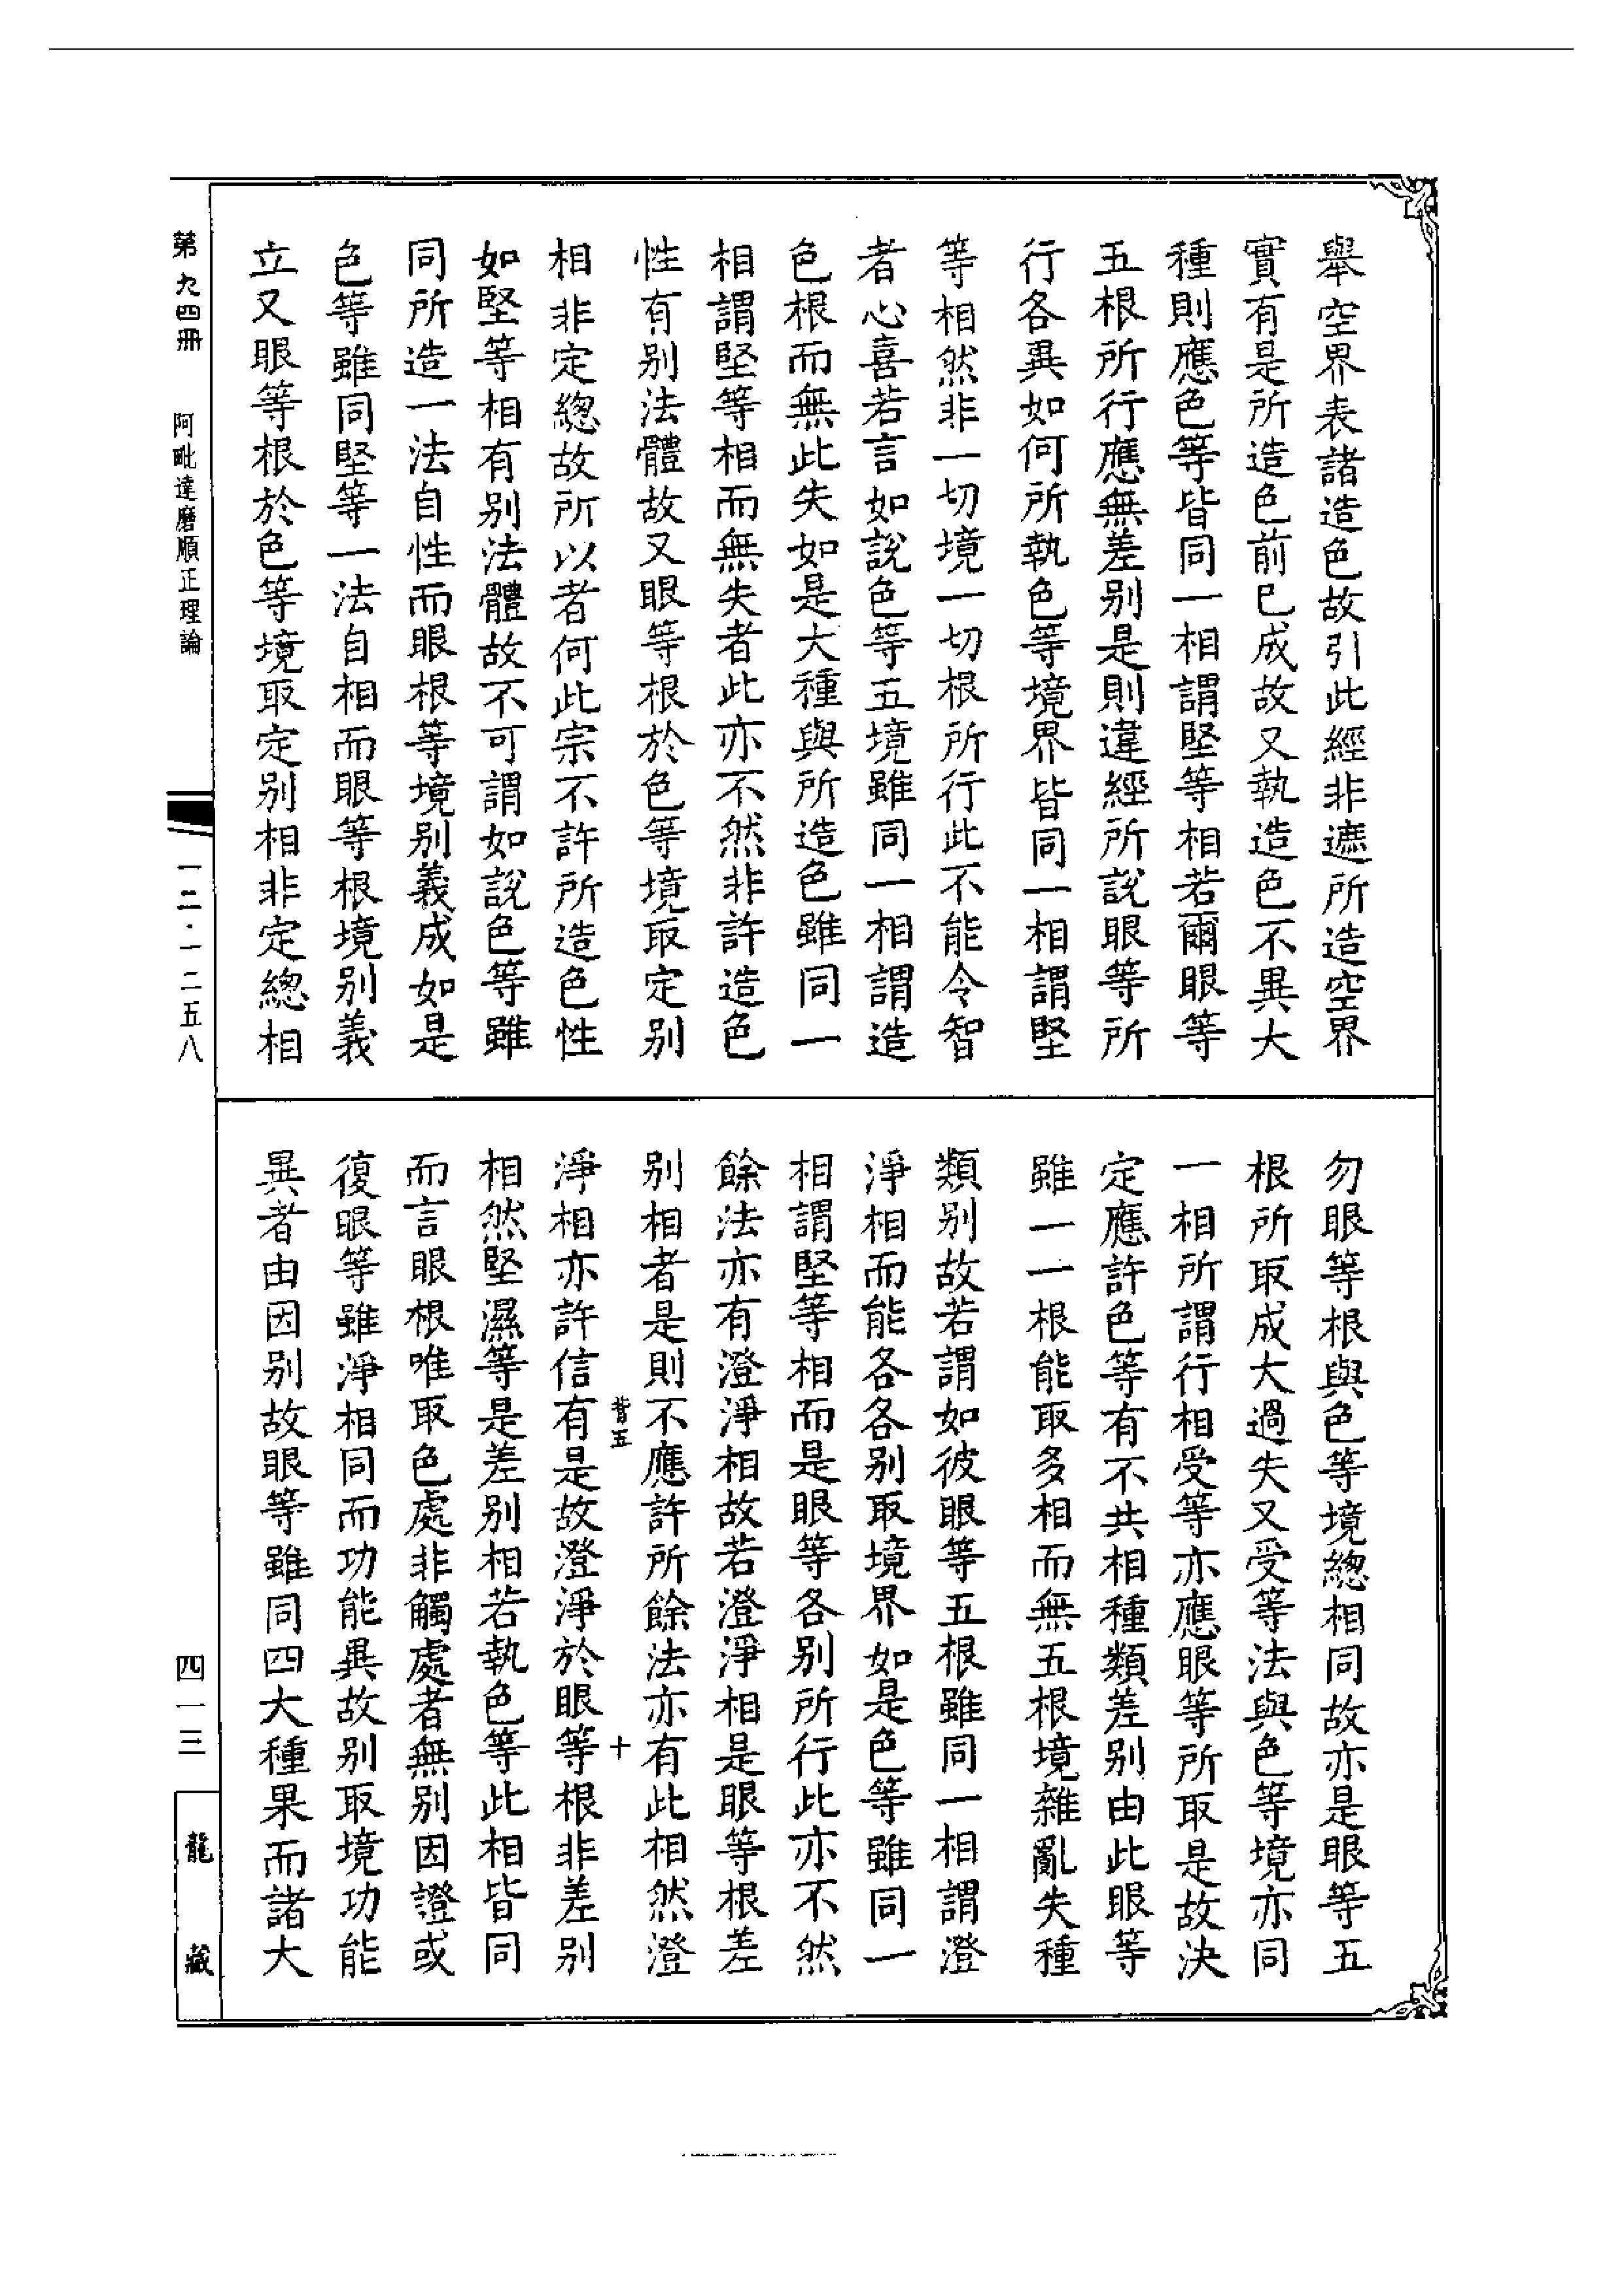 舉空界表諸造色故引此經非遮所造空界
實有是所造色前已成故又執造色不異大
種則應色等皆同一相謂堅等相若爾眼等
五根所行應無差別是則違經所說眼等所
行各異如何所執色等境界皆同一相謂堅
等相然非一切境一切根所行此不能令智
者心喜若言如說色等五境雖同一相謂造
色根而無此失如是大種與所造色雖同一
相謂堅等相而無失者此亦不然非許造色
性有別法體故又眼等根於色等境取定別
相非定總故所以者何此宗不許所造色性
如堅等相有別法體故不可謂如說色等雖
同所造一法自性而眼根等境別義成如是
色等雖同堅等一法自相而眼等根境別義
立又眼等根於色等境取定別相非定總相
勿眼等根與色等境總相同故亦是眼等五
根所取成大過失又受等法與色等境亦同
一相所謂行相受等亦應眼等所取是故決
定應許色等有不共相種類差別由此眼等
雖一一根能取多相而無五根境雜亂失種
類別故若謂如彼眼等五根雖同一相謂澄
淨相而能各各別取境界如是色等雖同一
相謂堅等相而是眼等各別所行此亦不然
餘法亦有澄淨相故若澄淨相是眼等根差
別相者是則不應許所餘法亦有此相然澄
背五
十
淨相亦許信有是故澄淨於眼等根非差別
相然堅濕等是差別相若執色等此相皆同
而言眼根唯取色處非觸處者無別因證或
復眼等雖淨相同而功能異故別取境功能
異者由因別故眼等雖同四大種果而諸大
第九四冊
阿毗達磨順正理論
一二·一二五八
四一三
龍藏